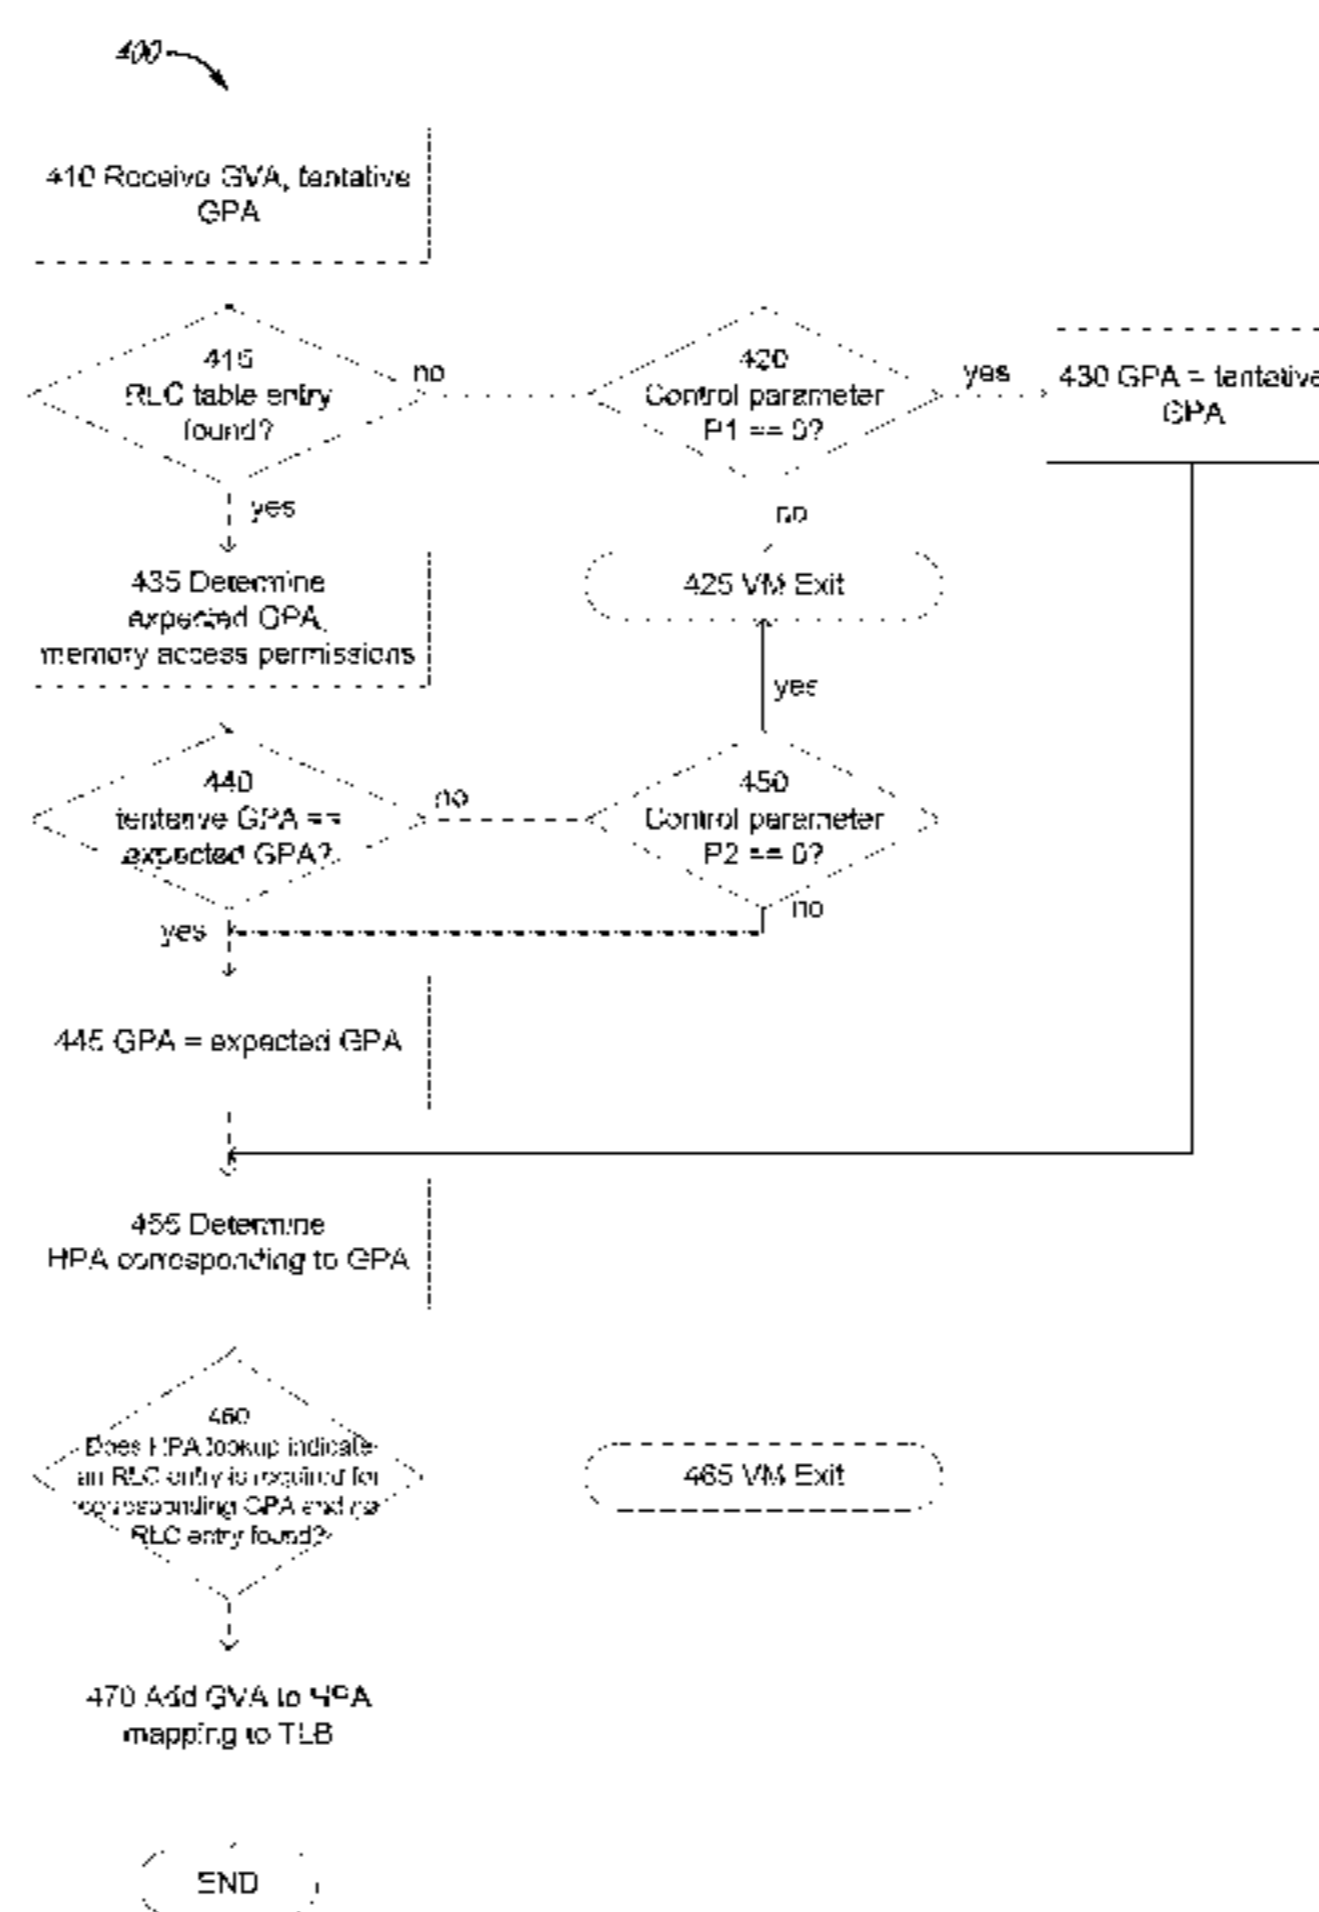 400
410 Receive GVA, tentative
GPA
415
RLC table entry
found?
no
420
Control parameter
P1 == 0?
yes
430 GPA = tentative
GPA
yes
no
435 Determine
expected GPA,
memory access permissions
425 VM Exit
yes
440
tentative GPA ==
expected GPA?
no
450
Control parameter
P2 == 0?
no
yes
445 GPA = expected GPA
455 Determine
HPA corresponding to GPA
460
Does HPA lookup indicate
an RLC entry is required for
corresponding GPA and no
RLC entry found?
465 VM Exit
470 Add GVA to HPA
mapping to TLB
END